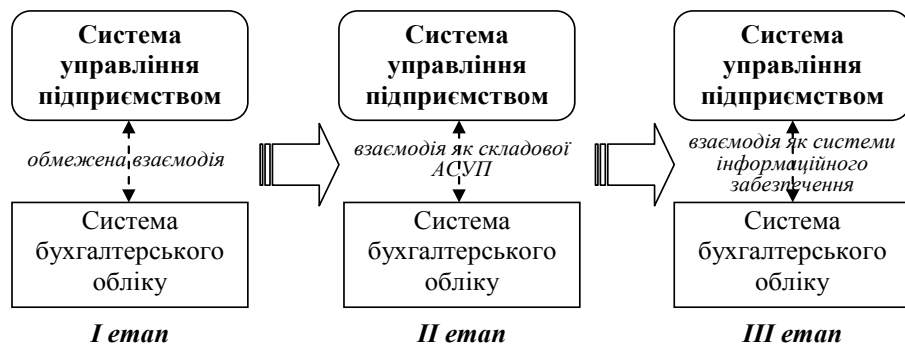 Система
управління
підприємством
обмежена взаємодія
Система
бухгалтерського
обліку
I етап
Система
управління
підприємством
взаємодія як складової
АСУП
Система
бухгалтерського
обліку
II етап
Система
управління
підприємством
взаємодія як системи
інформаційного
забезпечення
Система
бухгалтерського
обліку
III етап